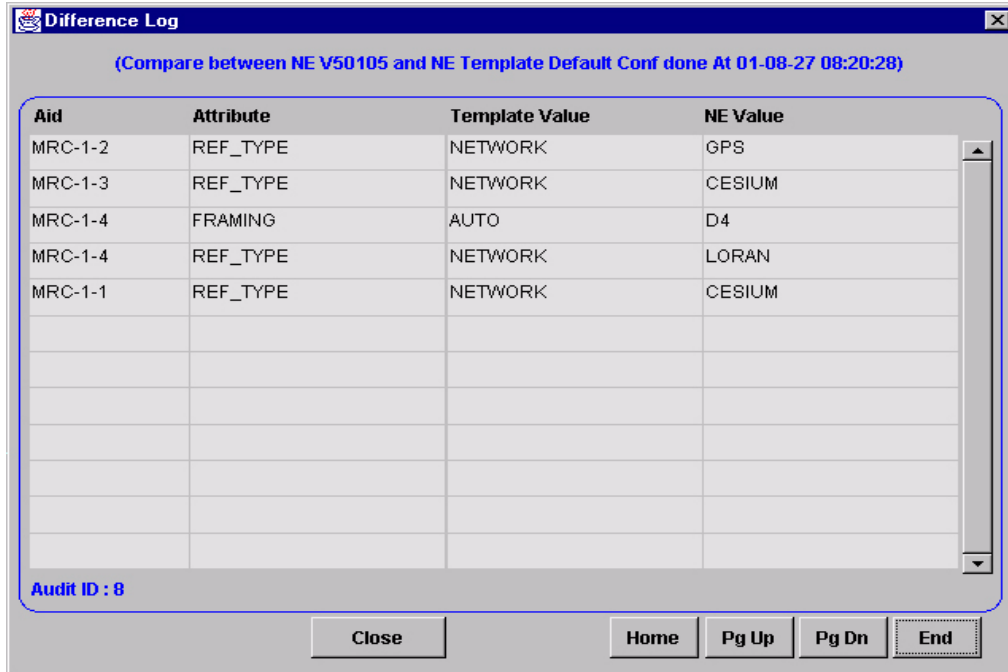 Difference Log
(Compare between NE V50105 and NE Template Default Conf done At 01-08-27 08:20:28)
Aid Attribute Template Value NE Value
MRC-1-2 REF_TYPE NETWORK GPS
MRC-1-3 REF_TYPE NETWORK CESIUM
MRC-1-4 FRAMING AUTO D4
MRC-1-4 REF_TYPE NETWORK LORAN
MRC-1-1 REF_TYPE NETWORK CESIUM
Audit ID : 8
Close Home Pg Up Pg Dn End